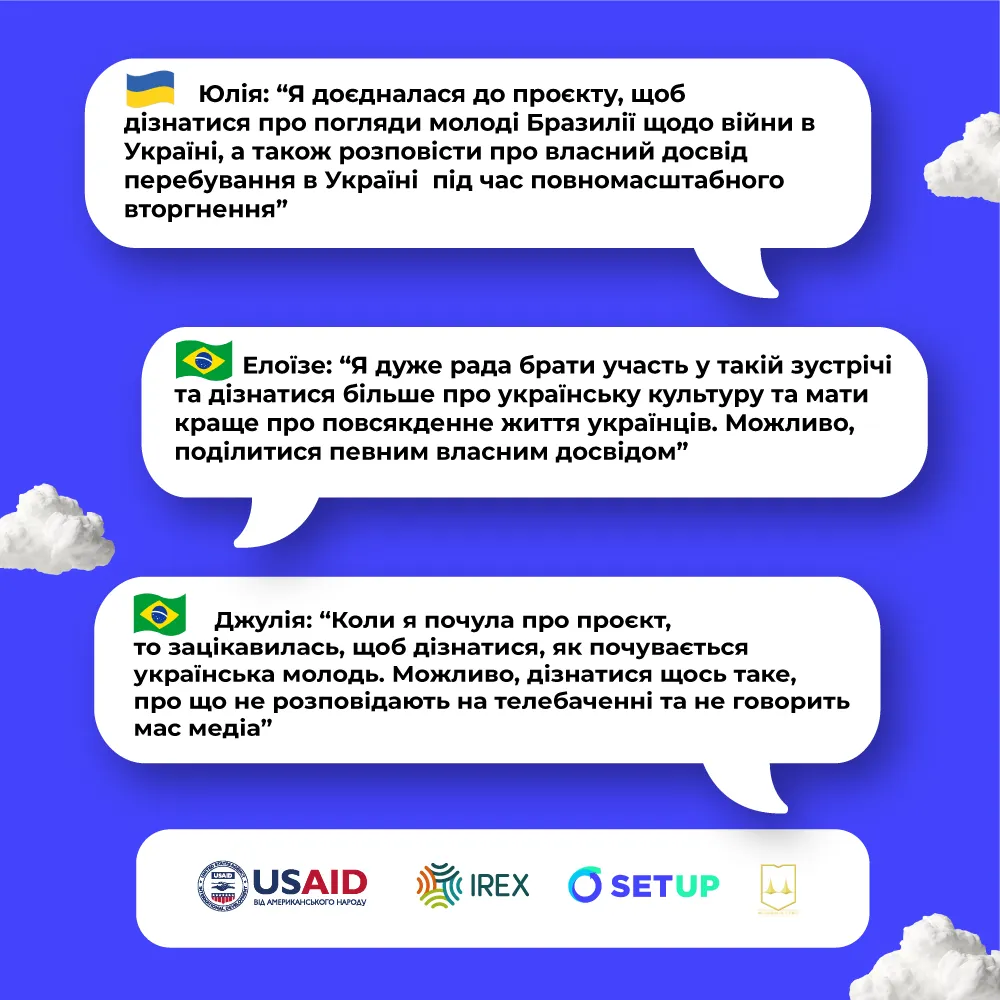 Юлія: “Я доєдналася до проєкту, щоб
дізнатися про погляди молоді Бразилії щодо війни в
Україні, а також розповісти про власний досвід
перебування в Україні  під час повномасштабного
вторгнення”
Елоїзе: “Я дуже рада брати участь у такій зустрічі
та дізнатися більше про українську культуру та мати
краще про повсякденне життя українців. Можливо,
поділитися певним власним досвідом”
Джулія: “Коли я почула про проєкт,
то зацікавилась, щоб дізнатися, як почувається
українська молодь. Можливо, дізнатися щось таке,
про що не розповідають на телебаченні та не говорить
мас медіа”
USAID
USAID
ВІД АМЕРИКАНСЬКОГО НАРОДУ
IREX
SETUP